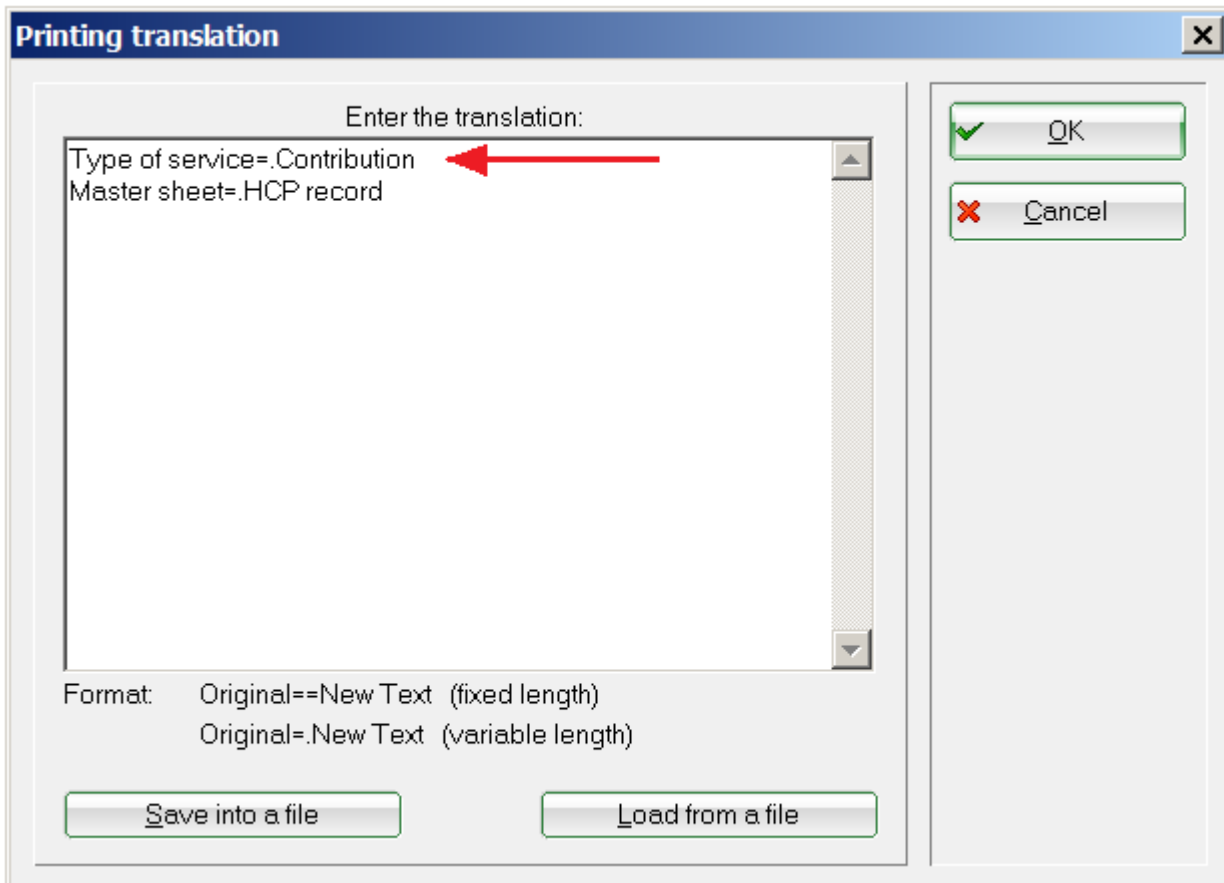 Printing translation
Enter the translation:
Type of service=.Contribution
Master sheet=.HCP record
OK
Cancel
Format: Original==New Text (fixed length)
Original=.New Text (variable length)
Save into a file
Load from a file